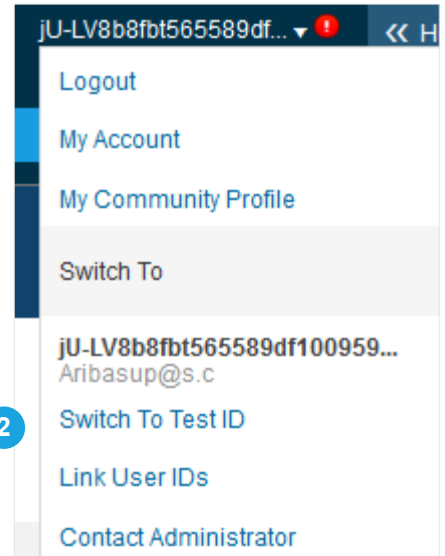 jU-LV8b8fbt565589df... ! « H
Logout
My Account
My Community Profile
Switch To
jU-LV8b8fbt565589df100959...
Aribasup@s.c
2
Switch To Test ID
Link User IDs
Contact Administrator